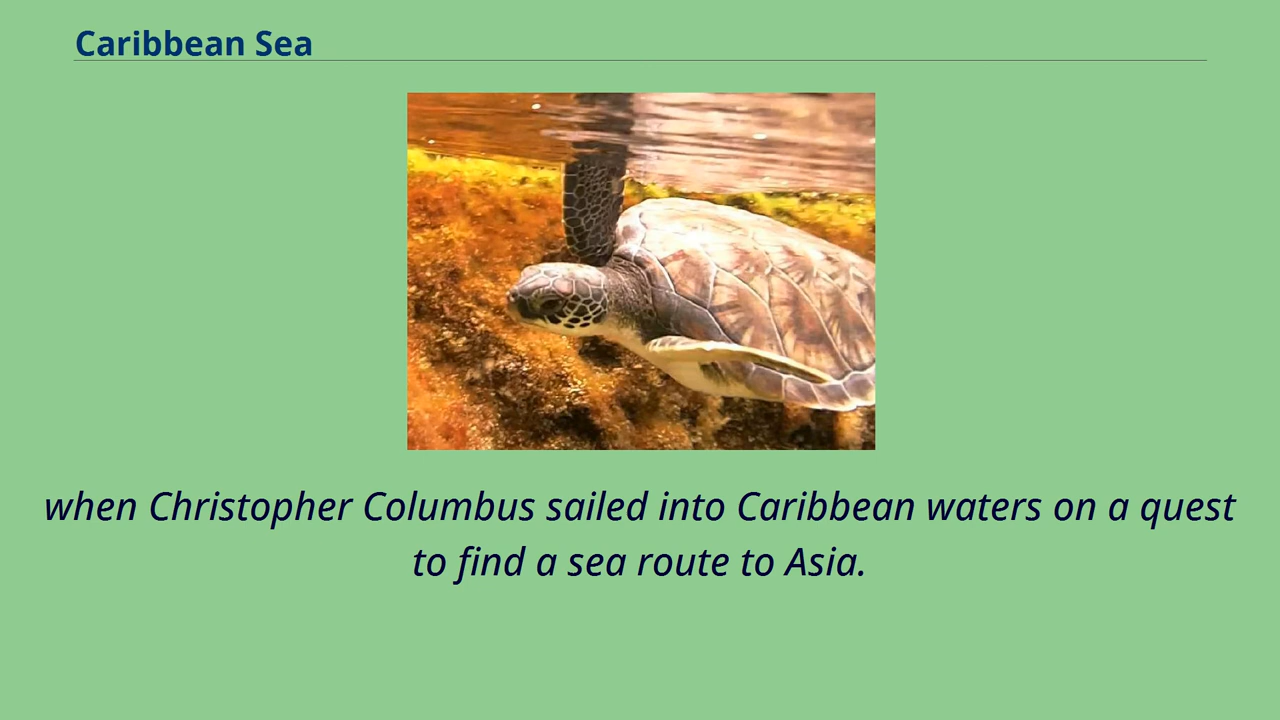 Caribbean Sea
when Christopher Columbus sailed into Caribbean waters on a quest
to find a sea route to Asia.